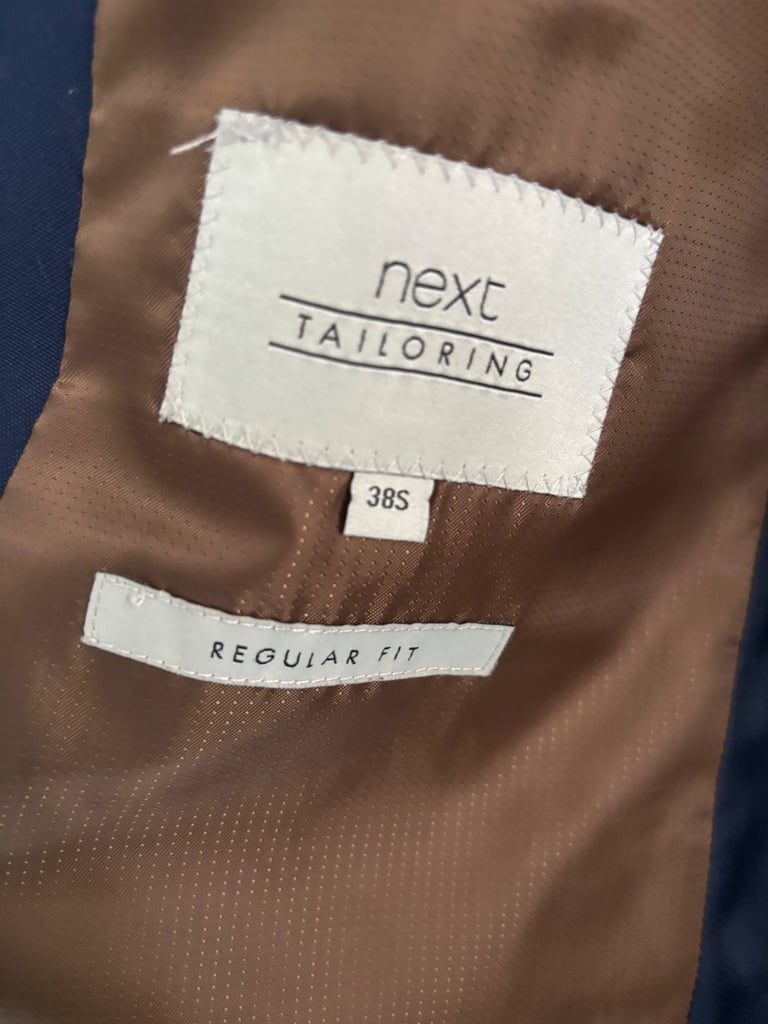 next
TAILORING
38S
REGULAR FIT